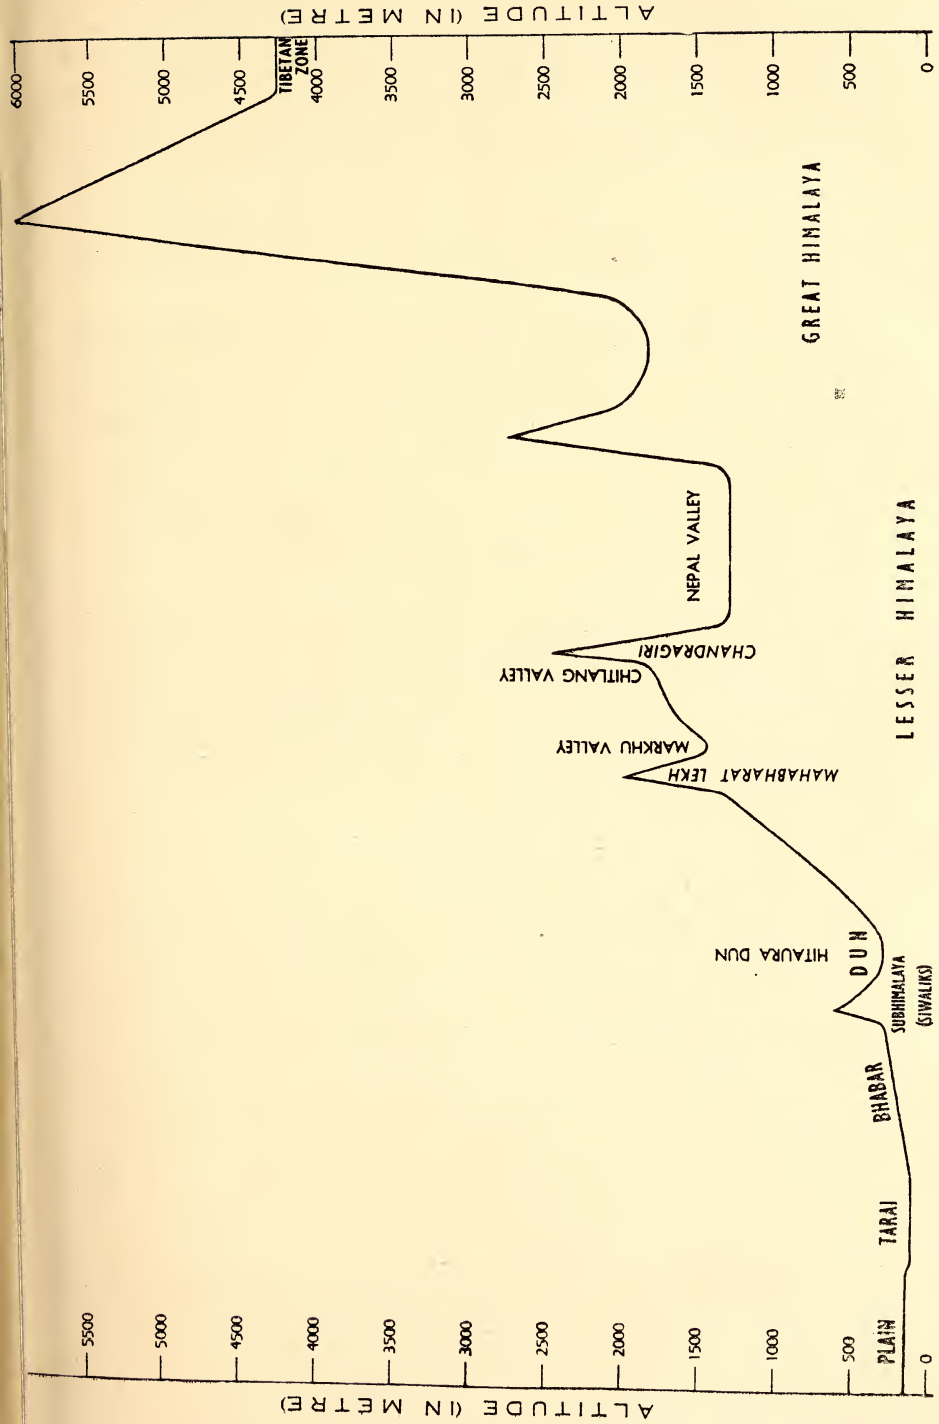 ALTITUDE (IN METRE)
6000
5500
5000
4500
TIBETAN
ZONE
4000
3500
3000
2500
2000
1500
1000
500
0
GREAT HIMALAYA
NEPAL VALLEY
CHANDRAGIRI
CHITLANG VALLEY
MARKHU VALLEY
MAHABHARAT LEKH
LESSER HIMALAYA
HITAURA DUN
DUN
SUBHIMALAYA
(SIWALIKS)
BHABAR
TARAI
PLAIN
5500
5000
4500
4000
3500
3000
2500
2000
1500
1000
500
0
ALTITUDE (IN METRE)